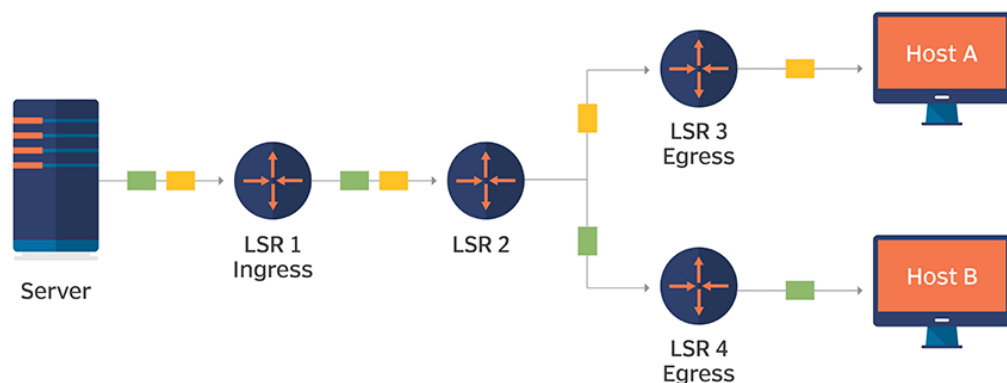 Server
LSR 1
Ingress
LSR 2
LSR 3
Egress
Host A
LSR 4
Egress
Host B